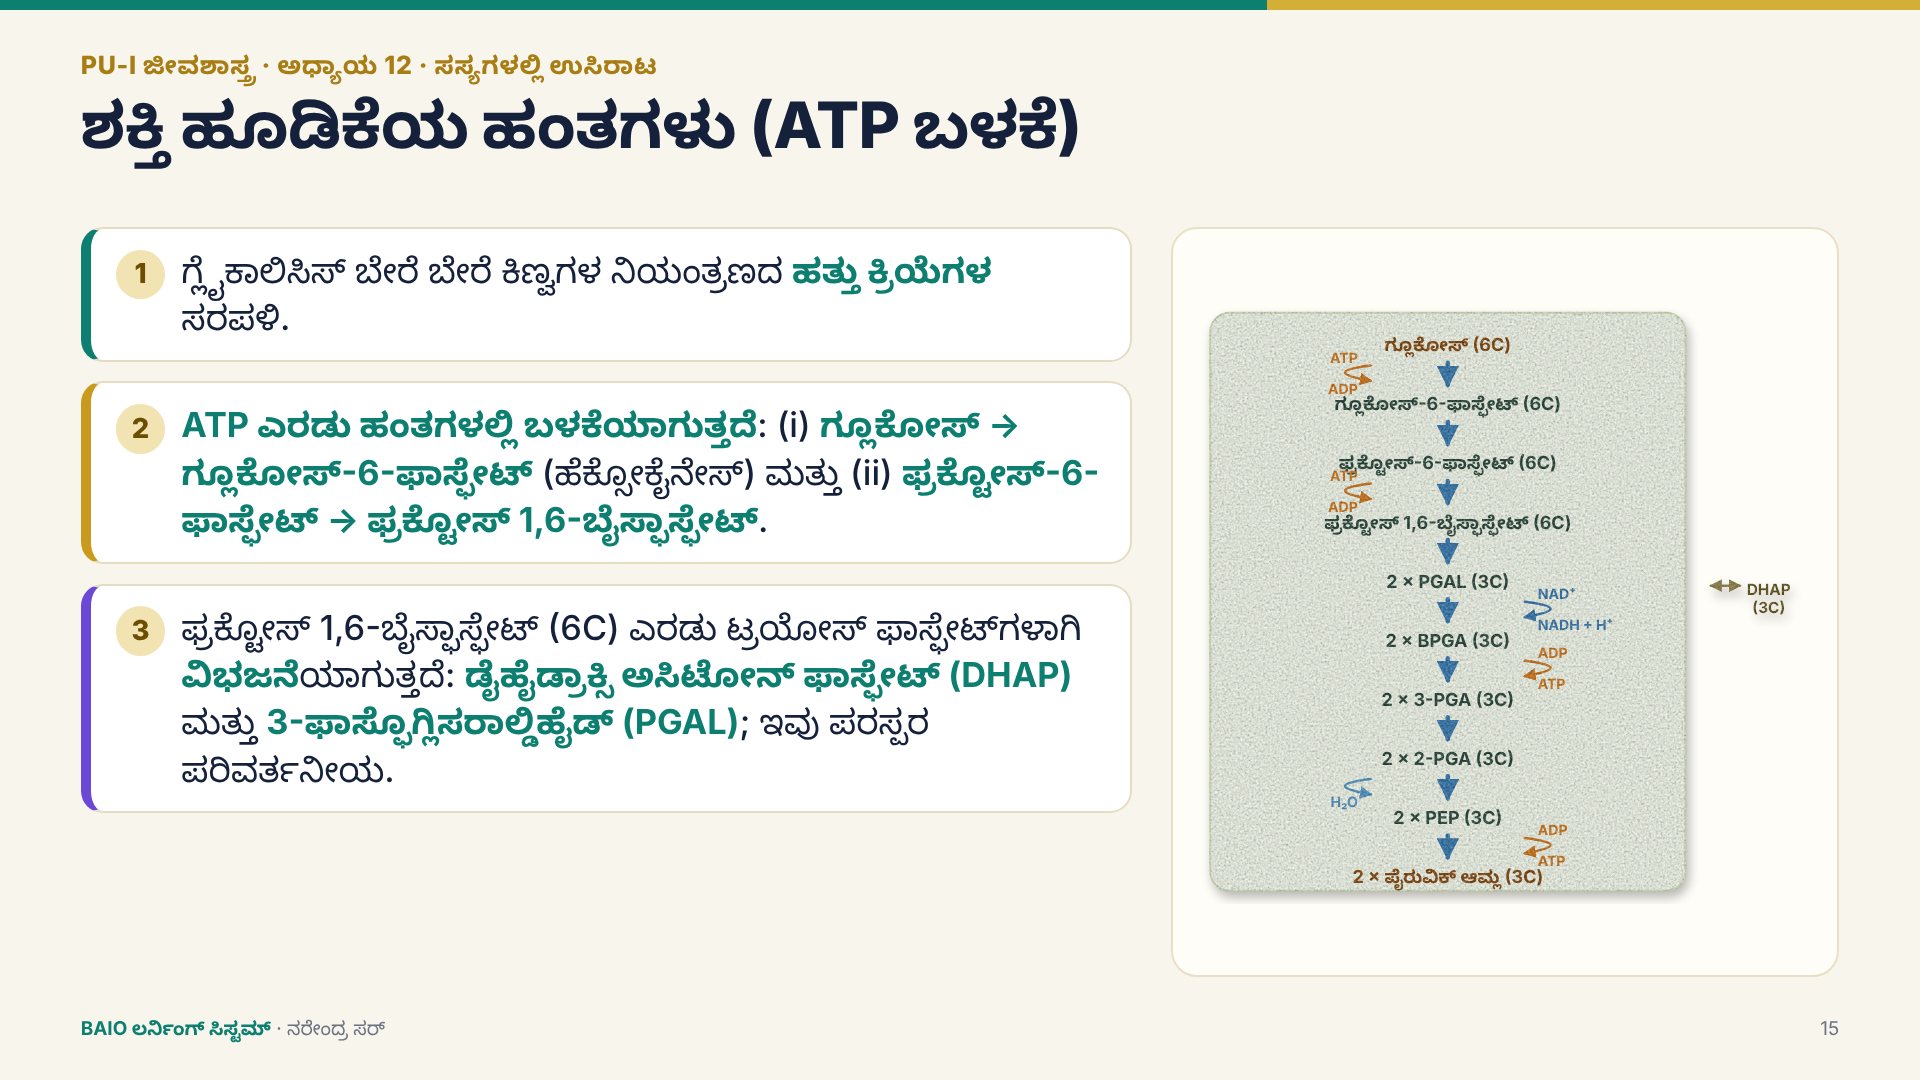 PU-I ಜೀವಶಾಸ್ತ್ರ · ಅಧ್ಯಾಯ 12 · ಸಸ್ಯಗಳಲ್ಲಿ ಉಸಿರಾಟ
ಶಕ್ತಿ ಹೂಡಿಕೆಯ ಹಂತಗಳು (ATP ಬಳಕೆ)
1 ಗ್ಲೈಕಾಲಿಸಿಸ್ ಬೇರೆ ಬೇರೆ ಕಿಣ್ವಗಳ ನಿಯಂತ್ರಣದ ಹತ್ತು ಕ್ರಿಯೆಗಳ
ಸರಪಳಿ.
2 ATP ಎರಡು ಹಂತಗಳಲ್ಲಿ ಬಳಕೆಯಾಗುತ್ತದೆ: (i) ಗ್ಲೂಕೋಸ್ →
ಗ್ಲೂಕೋಸ್-6-ಫಾಸ್ಫೇಟ್ (ಹೆಕ್ಸೋಕೈನೇಸ್) ಮತ್ತು (ii) ಫ್ರಕ್ಟೋಸ್-6-
ಫಾಸ್ಫೇಟ್ → ಫ್ರಕ್ಟೋಸ್ 1,6-ಬೈಸ್ಫಾಸ್ಫೇಟ್.
3 ಫ್ರಕ್ಟೋಸ್ 1,6-ಬೈಸ್ಫಾಸ್ಫೇಟ್ (6C) ಎರಡು ಟ್ರಯೋಸ್ ಫಾಸ್ಫೇಟ್‌ಗಳಾಗಿ
ವಿಭಜನೆಯಾಗುತ್ತದೆ: ಡೈಹೈಡ್ರಾಕ್ಸಿ ಅಸಿಟೋನ್ ಫಾಸ್ಫೇಟ್ (DHAP)
ಮತ್ತು 3-ಫಾಸ್ಫೊಗ್ಲಿಸರಾಲ್ಡಿಹೈಡ್ (PGAL); ಇವು ಪರಸ್ಪರ
ಪರಿವರ್ತನೀಯ.
ಗ್ಲೂಕೋಸ್ (6C)
ATP
ADP
ಗ್ಲೂಕೋಸ್-6-ಫಾಸ್ಫೇಟ್ (6C)
ಫ್ರಕ್ಟೋಸ್-6-ಫಾಸ್ಫೇಟ್ (6C)
ATP
ADP
ಫ್ರಕ್ಟೋಸ್ 1,6-ಬೈಸ್ಫಾಸ್ಫೇಟ್ (6C)
2 × PGAL (3C)
DHAP
(3C)
NAD⁺
NADH + H⁺
2 × BPGA (3C)
ADP
ATP
2 × 3-PGA (3C)
2 × 2-PGA (3C)
H₂O
2 × PEP (3C)
ADP
ATP
2 × ಪೈರುವಿಕ್ ಆಮ್ಲ (3C)
BAIO ಲರ್ನಿಂಗ್ ಸಿಸ್ಟಮ್ · ನರೇಂದ್ರ ಸರ್
15